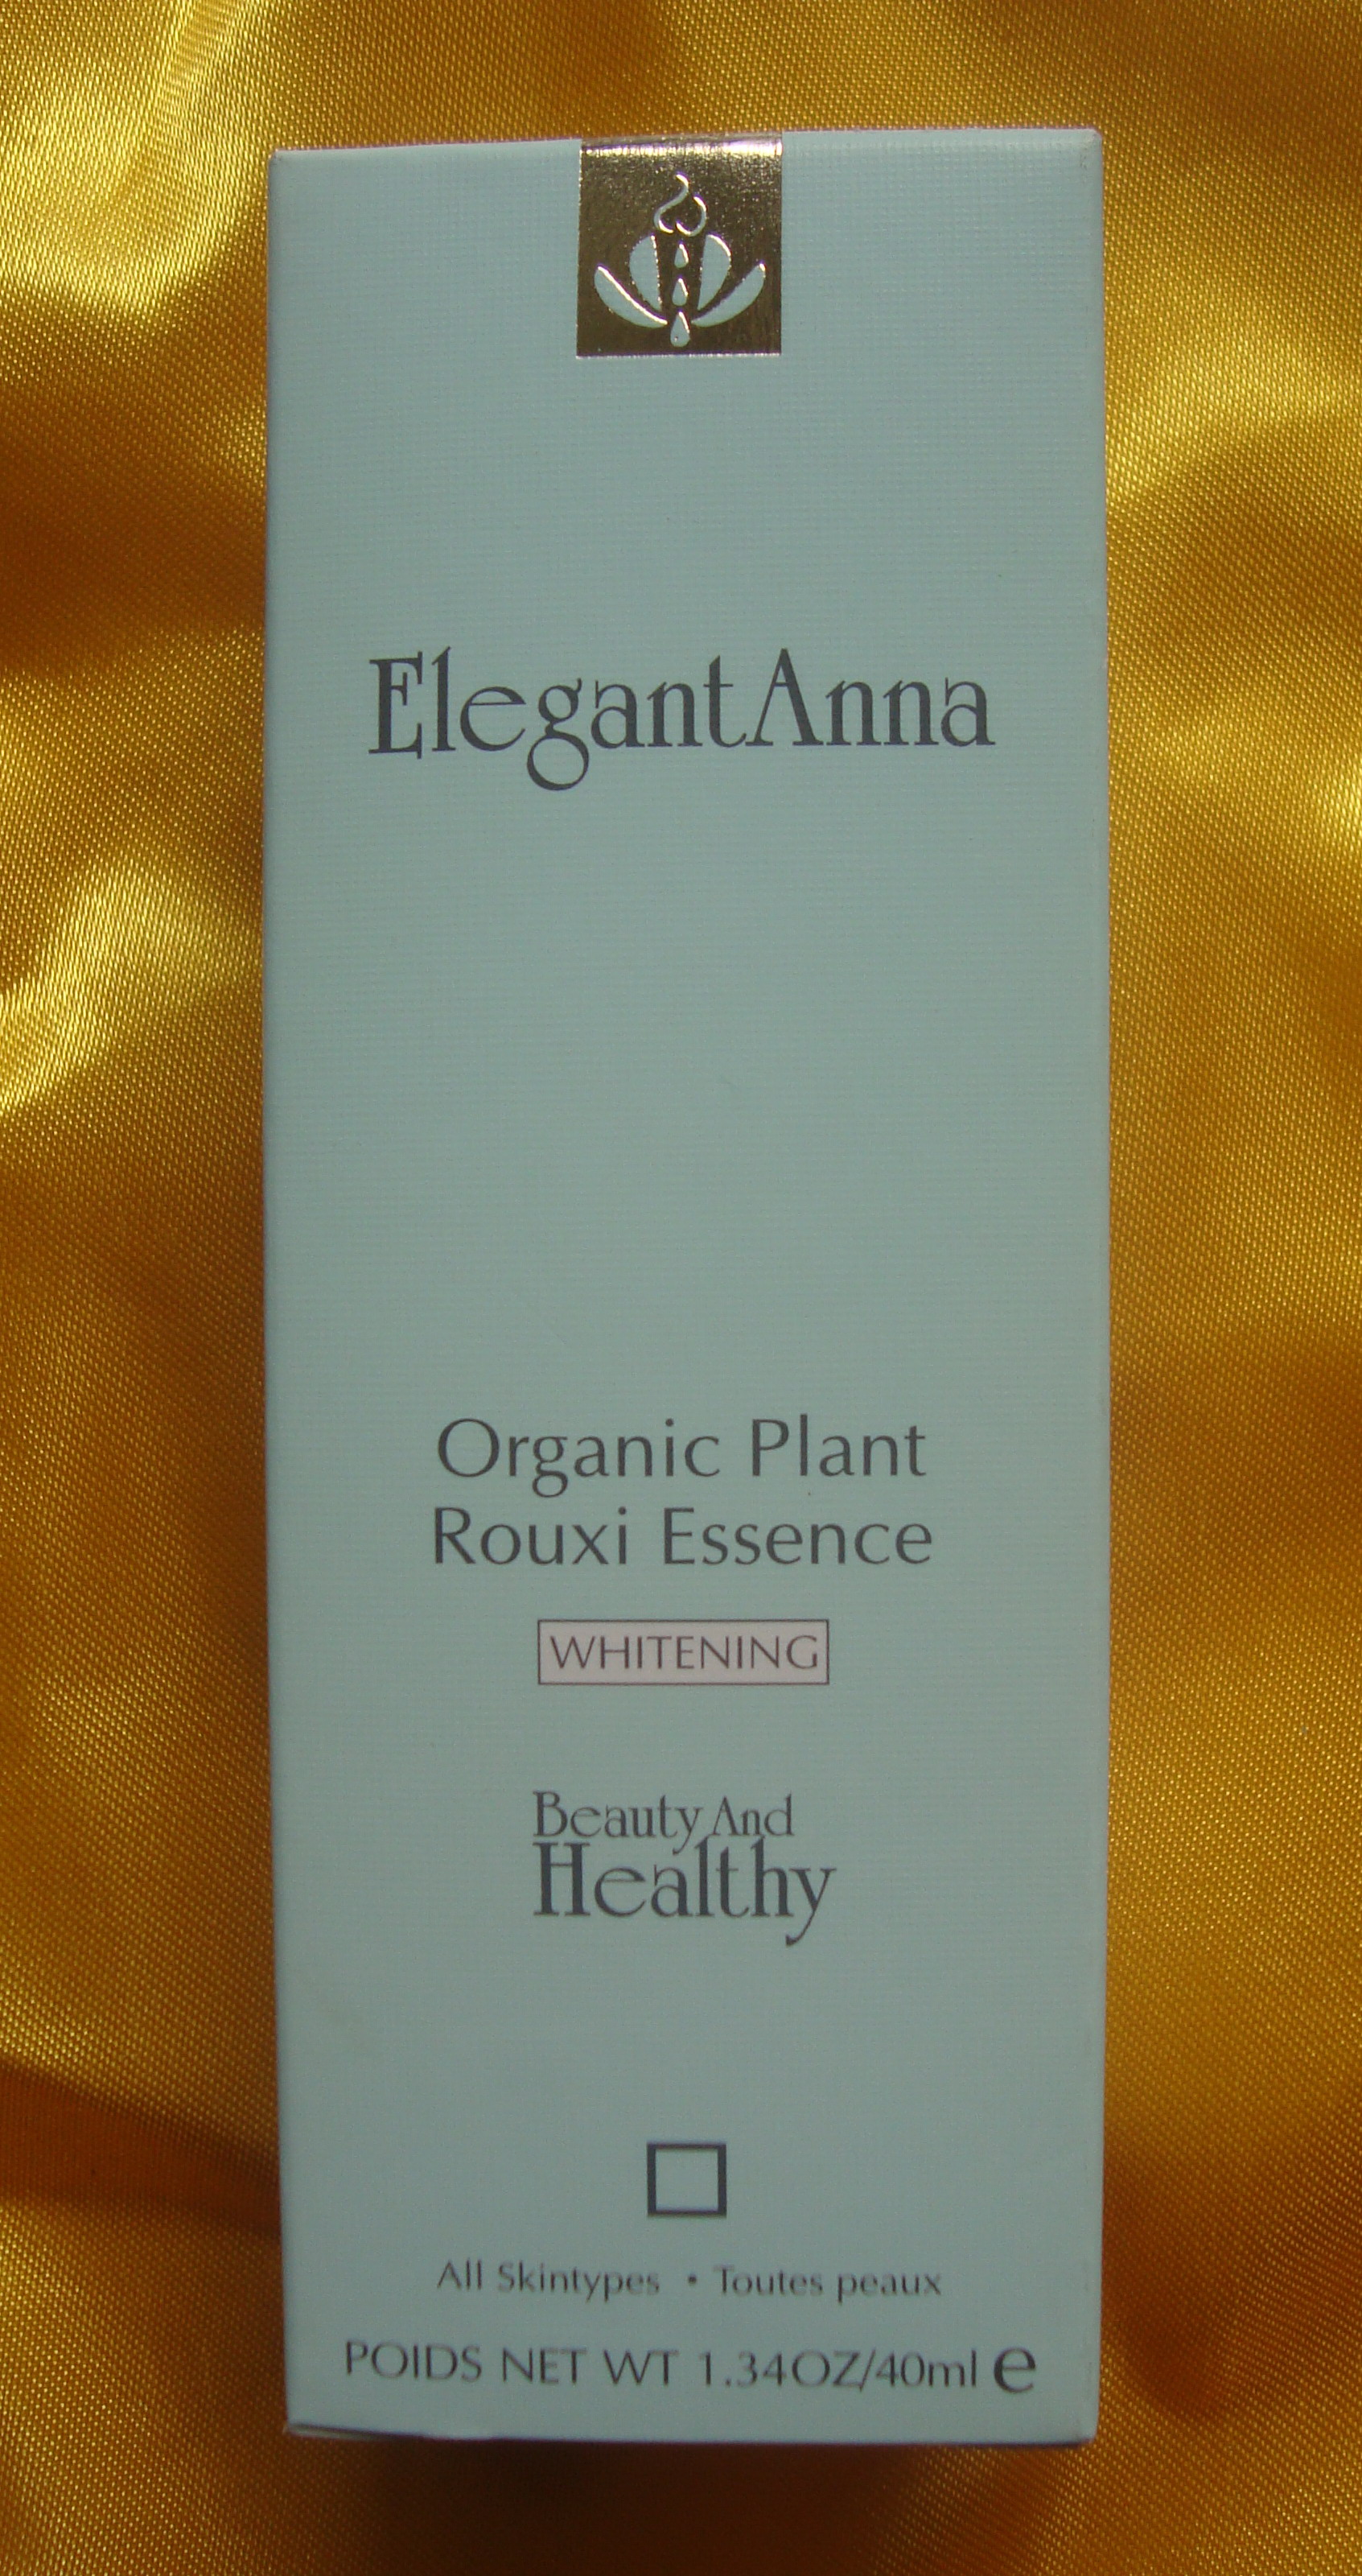 ElegantAnna
Organic Plant
Rouxi Essence
WHITENING
Beauty And
Healthy
All Skintypes • Toutes peaux
POIDS NET WT 1.34OZ/40ml e